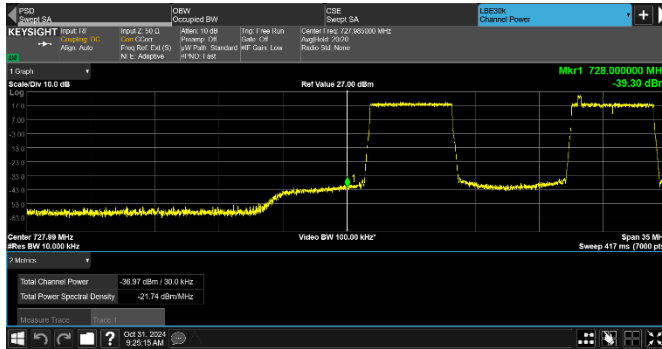 PSD
Swept SA
OBW
Occupied BW
CSE
Swept SA
LBE30k
Channel Power
KEYSIGHT
Input: RF
Coupling: DC
Align: Auto
Input Z: 50 Ω
Corr CCorr
Freq Ref: Ext (S)
NFE: Adaptive
Atten: 10 dB
Preamp: Off
µW Path: Standard
#PNO: Fast
Trig: Free Run
Gate: Off
#IF Gain: Low
Center Freq: 727.985000 MHz
Avg|Hold: 20/20
Radio Std: None
1 Graph
Scale/Div 10.0 dB
Ref Value 27.00 dBm
Mkr1 728.000000 MH
-39.30 dBr
Log
17.0
7.00
-3.00
-13.0
-23.0
-33.0
-43.0
-53.0
-63.0
1
Center 727.99 MHz
#Res BW 10.000 kHz
Video BW 100.00 kHz*
Span 35 MH
Sweep 417 ms (7000 pts
2 Metrics
Total Channel Power
-36.97 dBm / 30.0 kHz
Total Power Spectral Density
-21.74 dBm/MHz
Measure Trace
Trace 1
Oct 31, 2024
9:25:15 AM